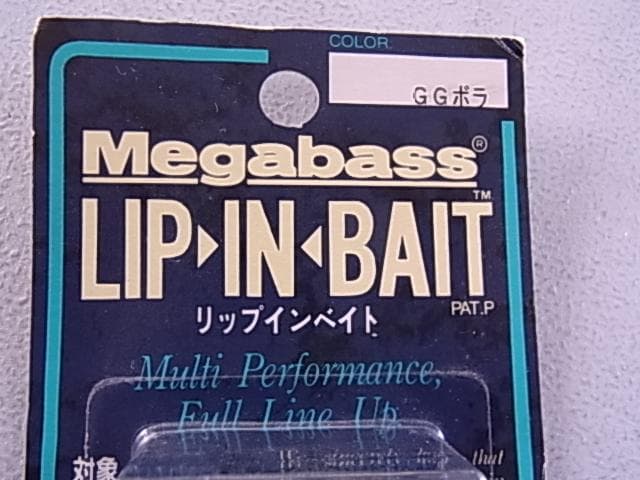 COLOR
GGボラ
Megabass®
LIP▶IN◀BAIT™
PAT.P
リップインベイト
Multi Performance,
Full Line Up
対象
that